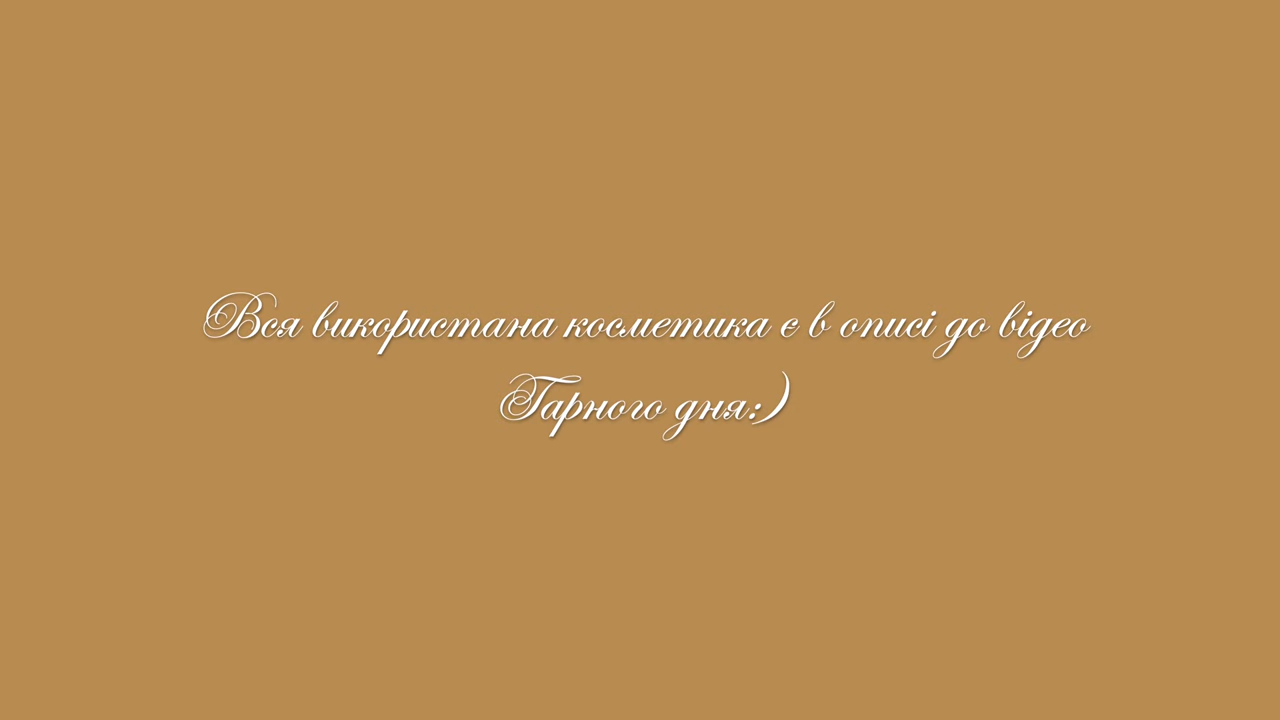 Вся використана косметика є в описі до відео
Гарного дня:)